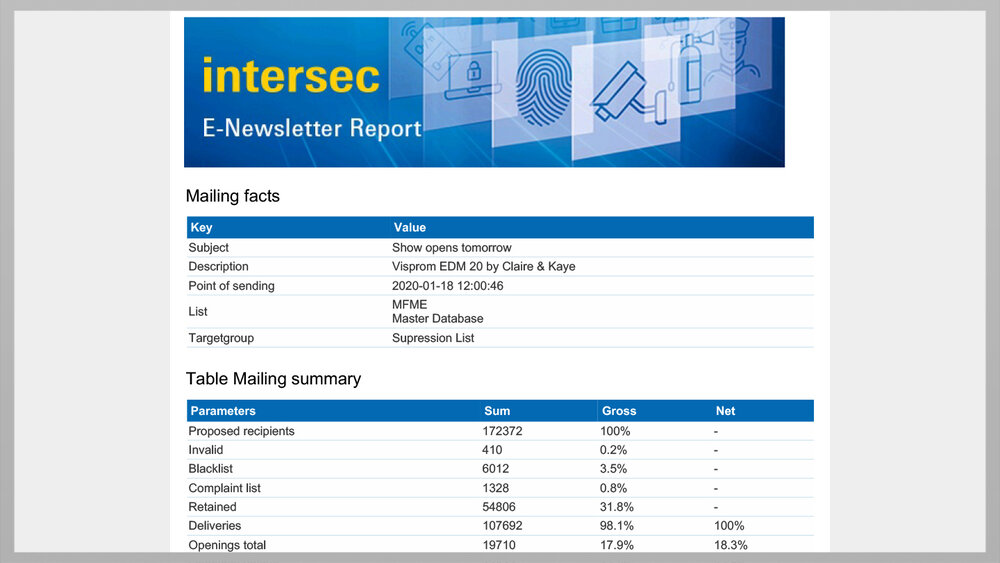 intersec
E-Newsletter Report
Mailing facts
Key Value
Subject Show opens tomorrow
Description Visprom EDM 20 by Claire & Kaye
Point of sending 2020-01-18 12:00:46
List MFME
Master Database
Targetgroup Supression List
Table Mailing summary
Parameters Sum Gross Net
Proposed recipients 172372 100% -
Invalid 410 0.2% -
Blacklist 6012 3.5% -
Complaint list 1328 0.8% -
Retained 54806 31.8% -
Deliveries 107692 98.1% 100%
Openings total 19710 17.9% 18.3%